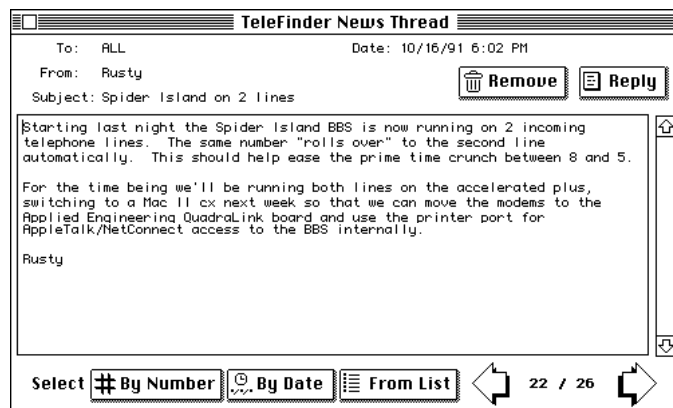 TeleFinder News Thread
To: ALL Date: 10/16/91 6:02 PM
From: Rusty
Remove Reply
Subject: Spider Island on 2 lines
Starting last night the Spider Island BBS is now running on 2 incoming
telephone lines. The same number "rolls over" to the second line
automatically. This should help ease the prime time crunch between 8 and 5.
For the time being we'll be running both lines on the accelerated plus,
switching to a Mac II cx next week so that we can move the modems to the
Applied Engineering QuadraLink board and use the printer port for
AppleTalk/NetConnect access to the BBS internally.
Rusty
Select # By Number By Date From List 22 / 26